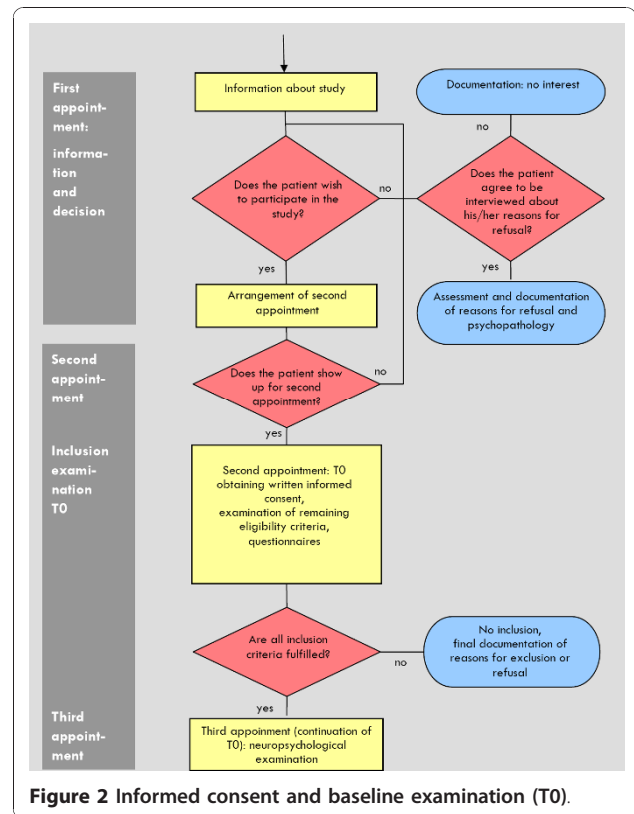 First
appoint-
ment:
informa-
tion
and
decision
Information about study
Documentation: no interest
no
Does the patient wish
to participate in the
study?
no
Does the patient
agree to be
interviewed about
his/her reasons for
refusal?
yes
yes
Arrangement of second
appointment
Assessment and documentation
of reasons for refusal and
psychopathology
Second
appoint-
ment
Does the patient show
up for second
appointment?
no
yes
Inclusion
exami-
nation
T0
Second appointment: T0
obtaining written informed
consent,
examination of remaining
eligibility criteria,
questionnaires
Are all inclusion
criteria fulfilled?
no
No inclusion,
final documentation of
reasons for exclusion or
refusal
yes
Third
appoint-
ment
Third appoinment (continuation of
T0): neuropsychological
examination
Figure 2 Informed consent and baseline examination (T0).